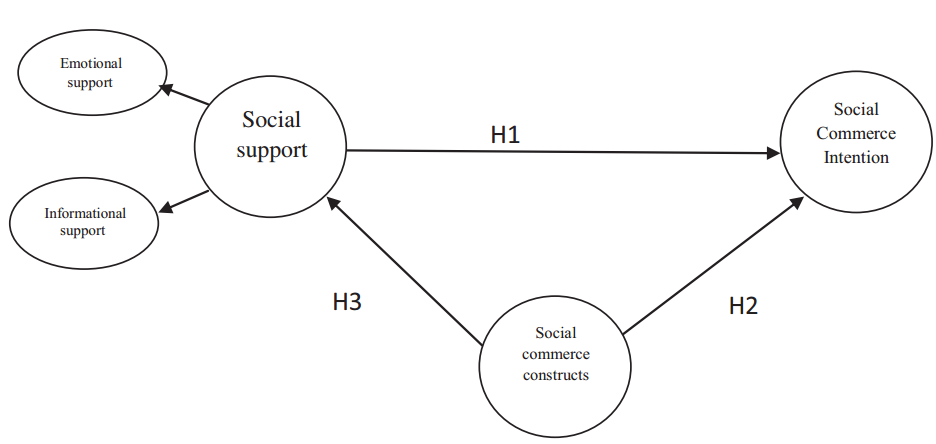 Emotional
support
Social
support
H1
Social
Commerce
Intention
Informational
support
H3
H2
Social
commerce
constructs